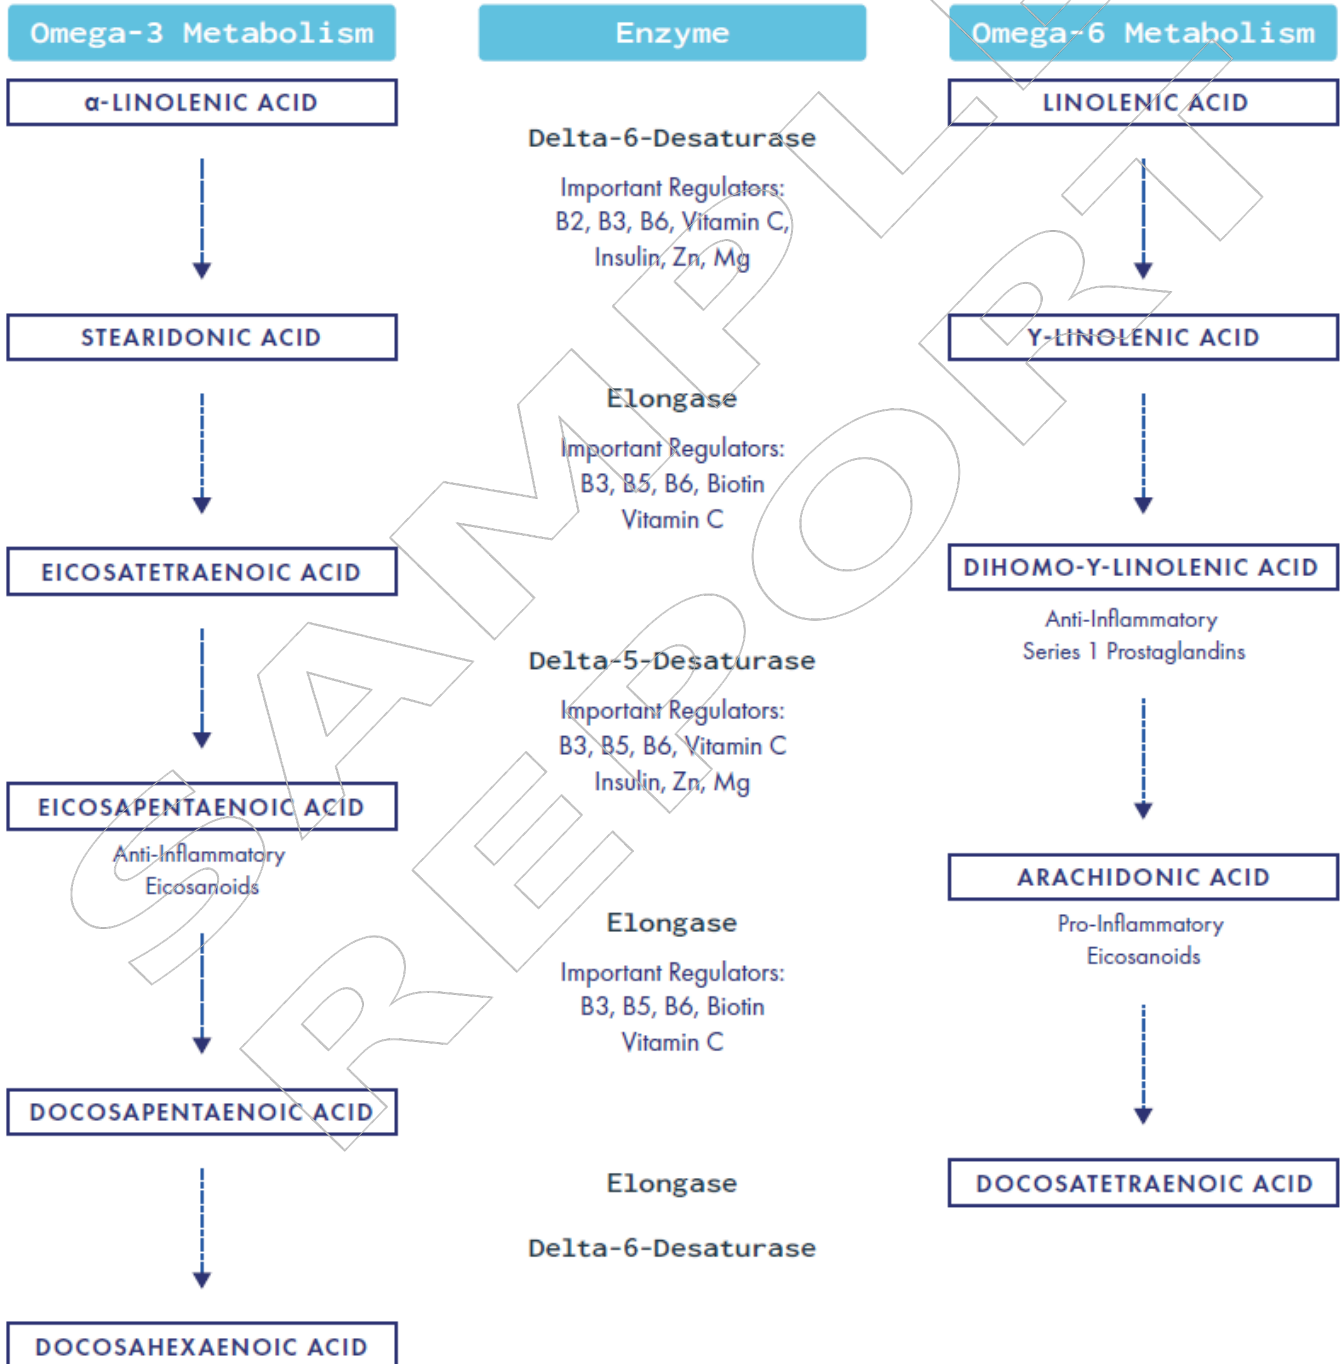 Omega-3 Metabolism
Enzyme
Omega-6 Metabolism
α-LINOLENIC ACID
LINOLENIC ACID
Delta-6-Desaturase
Important Regulators:
B2, B3, B6, Vitamin C,
Insulin, Zn, Mg
STEARIDONIC ACID
Y-LINOLENIC ACID
Elongase
Important Regulators:
B3, B5, B6, Biotin
Vitamin C
EICOSATETRAENOIC ACID
DIHOMO-Y-LINOLENIC ACID
Anti-Inflammatory
Series 1 Prostaglandins
Delta-5-Desaturase
Important Regulators:
B3, B5, B6, Vitamin C
Insulin, Zn, Mg
EICOSAPENTAENOIC ACID
Anti-Inflammatory
Eicosanoids
ARACHIDONIC ACID
Pro-Inflammatory
Eicosanoids
Elongase
Important Regulators:
B3, B5, B6, Biotin
Vitamin C
DOCOSAPENTAENOIC ACID
Elongase
Delta-6-Desaturase
DOCOSATETRAENOIC ACID
DOCOSAHEXAENOIC ACID
SAMPLE
REPORT